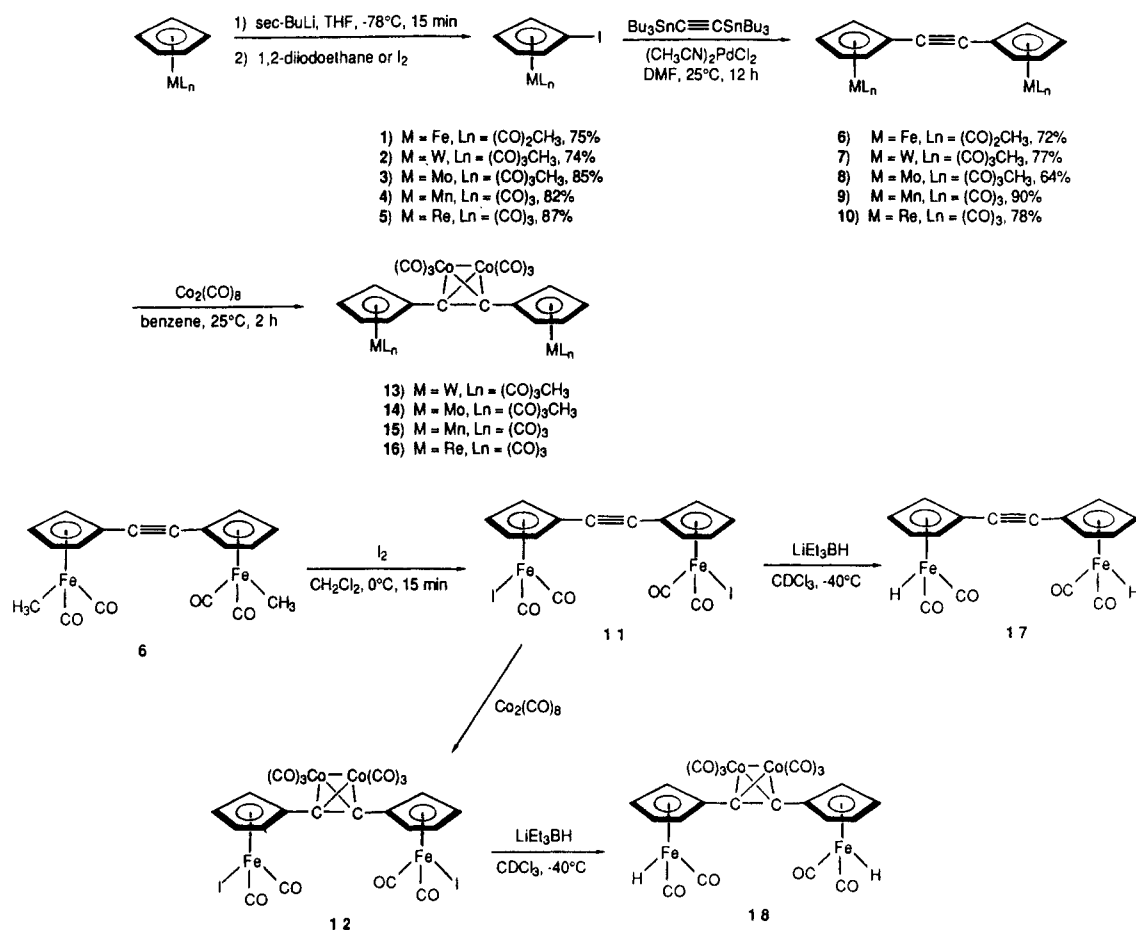 1) sec-BuLi, THF, -78°C, 15 min
2) 1,2-diiodoethane or I2
MLn
I
MLn
Bu3SnC≡CSnBu3
(CH3CN)2PdCl2
DMF, 25°C, 12 h
C≡C
MLn
MLn
1) M = Fe, Ln = (CO)2CH3, 75%
2) M = W, Ln = (CO)3CH3, 74%
3) M = Mo, Ln = (CO)3CH3, 85%
4) M = Mn, Ln = (CO)3, 82%
5) M = Re, Ln = (CO)3, 87%
6) M = Fe, Ln = (CO)2CH3, 72%
7) M = W, Ln = (CO)3CH3, 77%
8) M = Mo, Ln = (CO)3CH3, 64%
9) M = Mn, Ln = (CO)3, 90%
10) M = Re, Ln = (CO)3, 78%
Co2(CO)8
benzene, 25°C, 2 h
(CO)3Co—Co(CO)3
C C
MLn
MLn
13) M = W, Ln = (CO)3CH3
14) M = Mo, Ln = (CO)3CH3
15) M = Mn, Ln = (CO)3
16) M = Re, Ln = (CO)3
C≡C
Fe
H3C
CO
CO
Fe
OC
CO
CH3
6
I2
CH2Cl2, 0°C, 15 min
C≡C
Fe
I
CO
CO
Fe
OC
CO
I
11
LiEt3BH
CDCl3, -40°C
C≡C
Fe
H
CO
CO
Fe
OC
CO
H
17
Co2(CO)8
(CO)3Co—Co(CO)3
C C
Fe
I
CO
CO
Fe
OC
CO
I
12
LiEt3BH
CDCl3, -40°C
(CO)3Co—Co(CO)3
C C
Fe
H
CO
CO
Fe
OC
CO
H
18